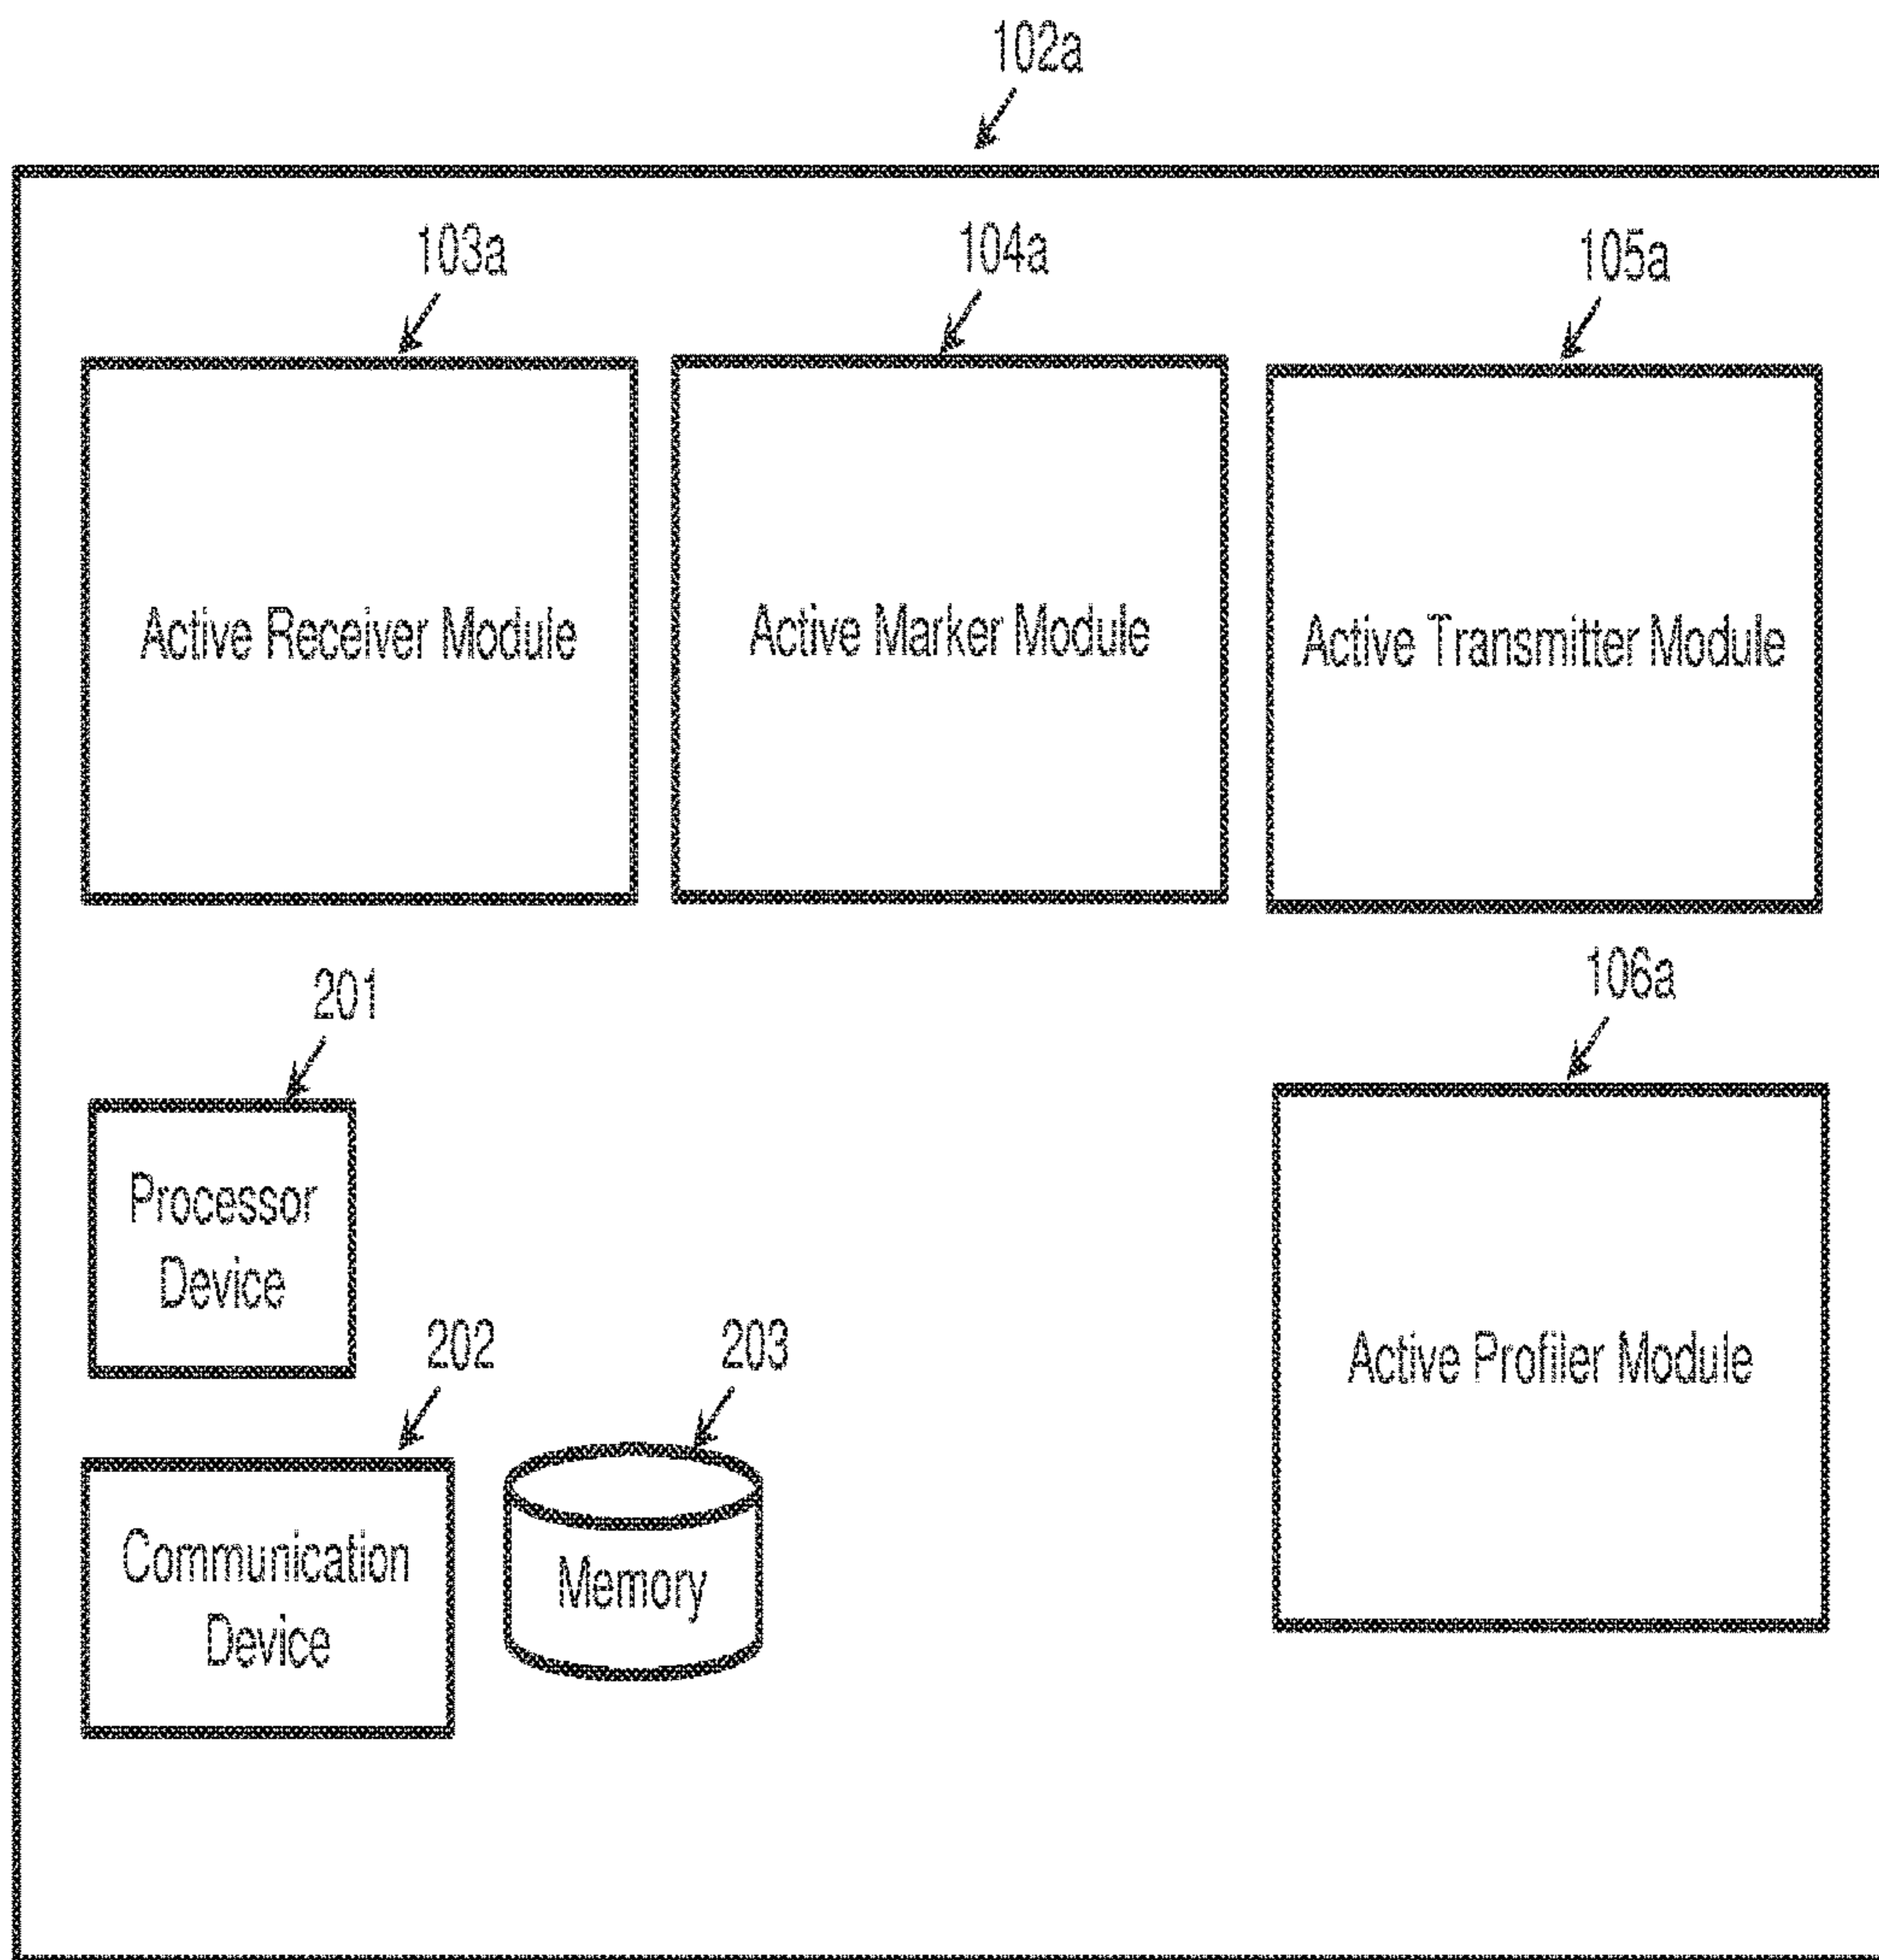 102a
103a
104a
105a
Active Receiver Module
Active Marker Module
Active Transmitter Module
201
106a
Processor
Device
Active Profiler Module
202
203
Communication
Device
Memory